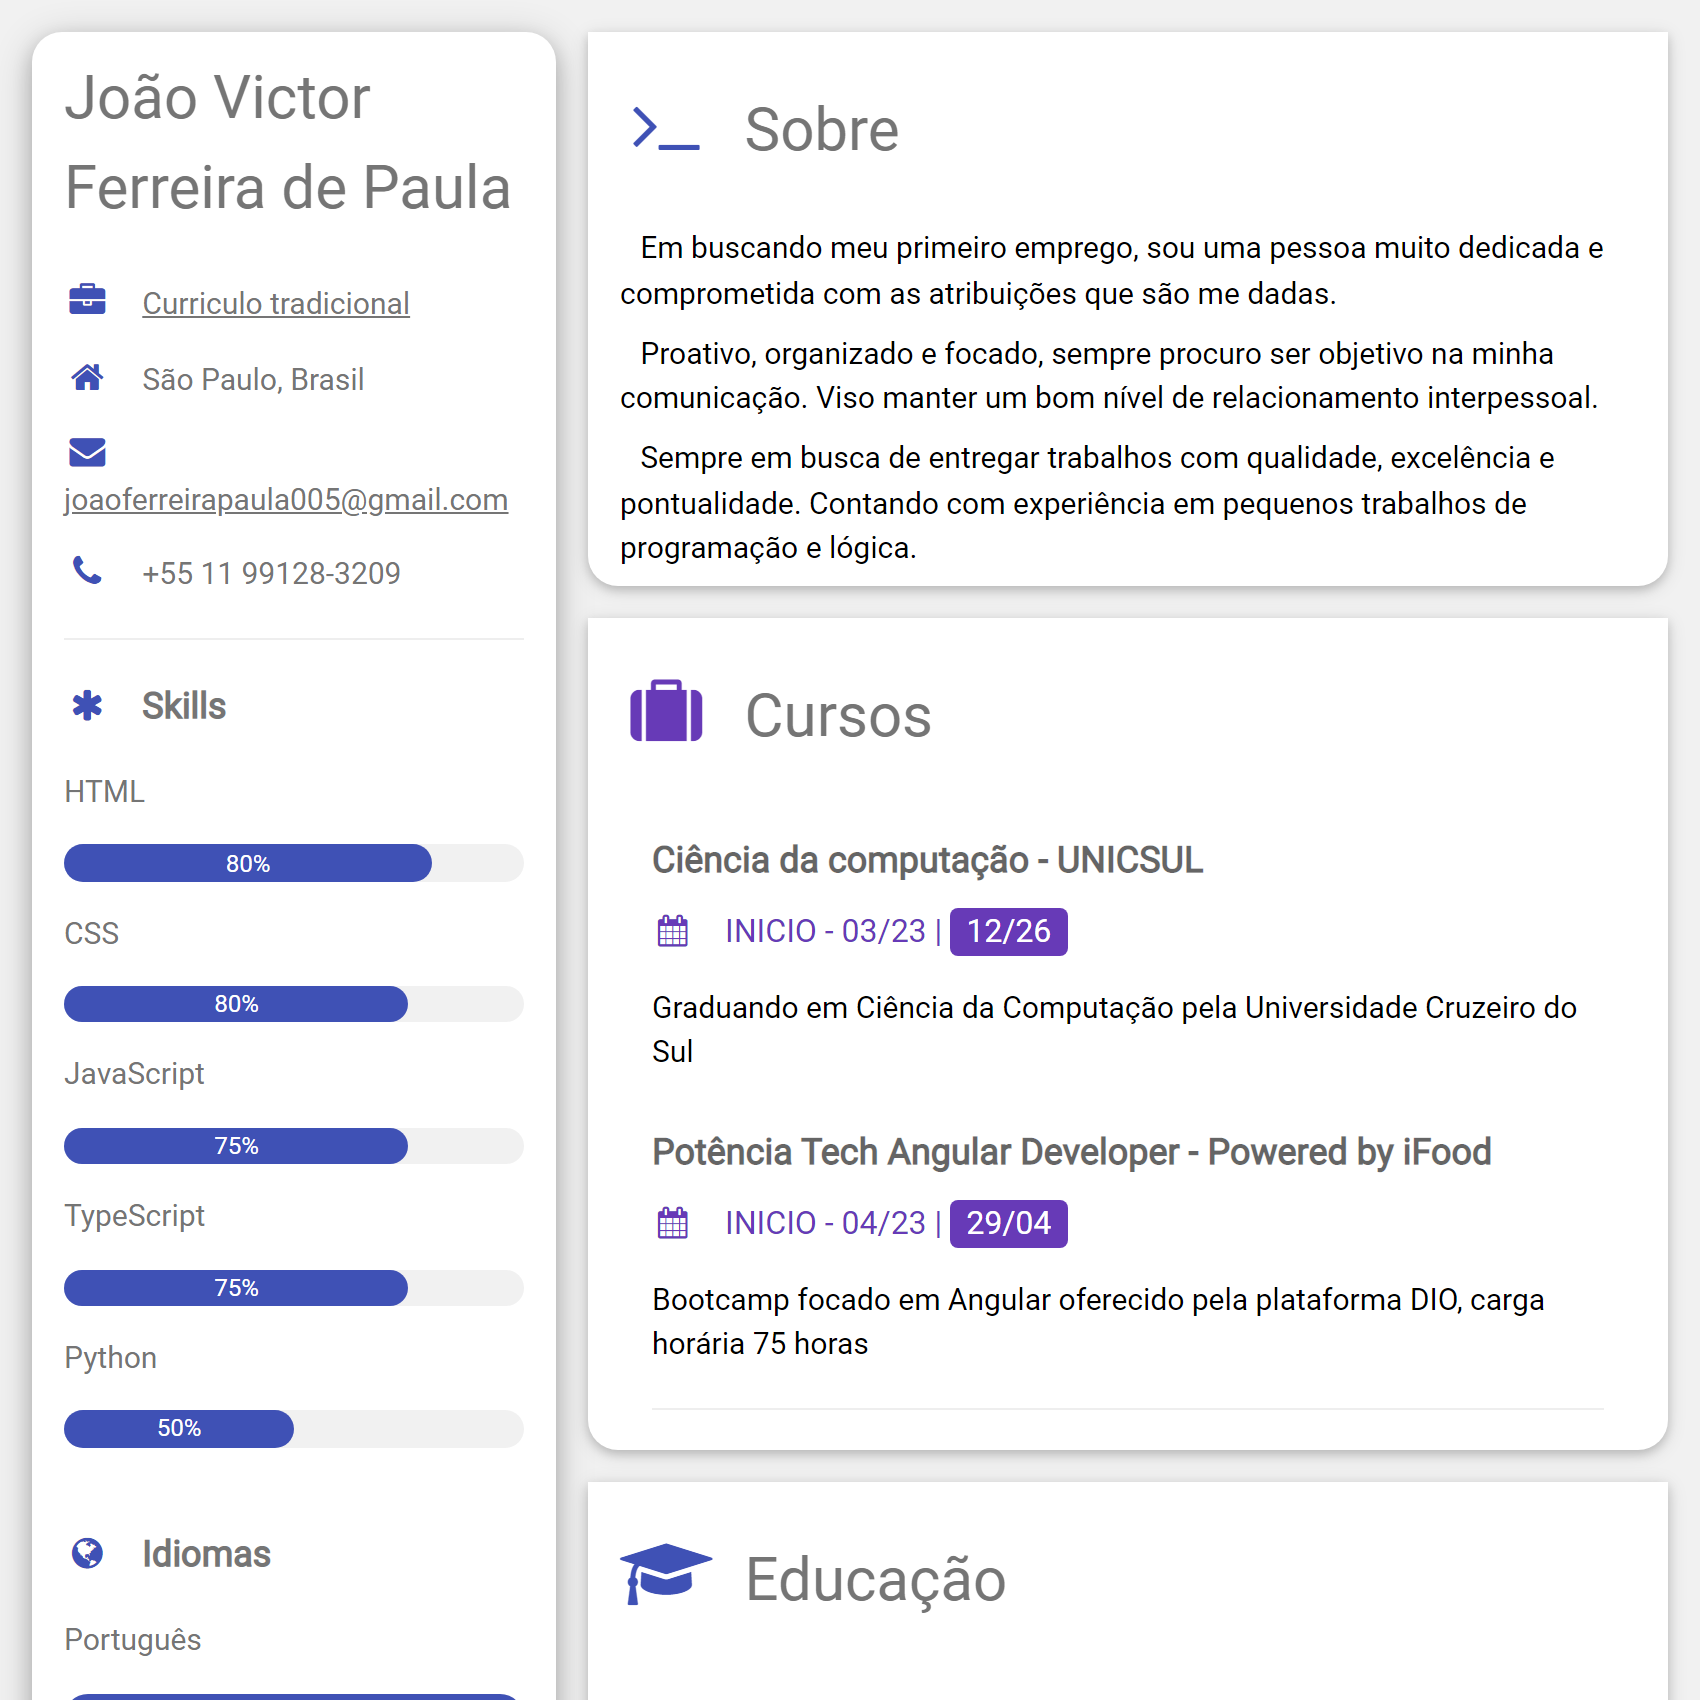 João Victor
Ferreira de Paula
Curriculo tradicional
São Paulo, Brasil
joaoferreirapaula005@gmail.com
+55 11 99128-3209
Skills
HTML
80%
CSS
80%
JavaScript
75%
TypeScript
75%
Python
50%
Idiomas
Português
Sobre
Em buscando meu primeiro emprego, sou uma pessoa muito dedicada e
comprometida com as atribuições que são me dadas.
Proativo, organizado e focado, sempre procuro ser objetivo na minha
comunicação. Viso manter um bom nível de relacionamento interpessoal.
Sempre em busca de entregar trabalhos com qualidade, excelência e
pontualidade. Contando com experiência em pequenos trabalhos de
programação e lógica.
Cursos
Ciência da computação - UNICSUL
INICIO - 03/23 | 12/26
Graduando em Ciência da Computação pela Universidade Cruzeiro do
Sul
Potência Tech Angular Developer - Powered by iFood
INICIO - 04/23 | 29/04
Bootcamp focado em Angular oferecido pela plataforma DIO, carga
horária 75 horas
Educação